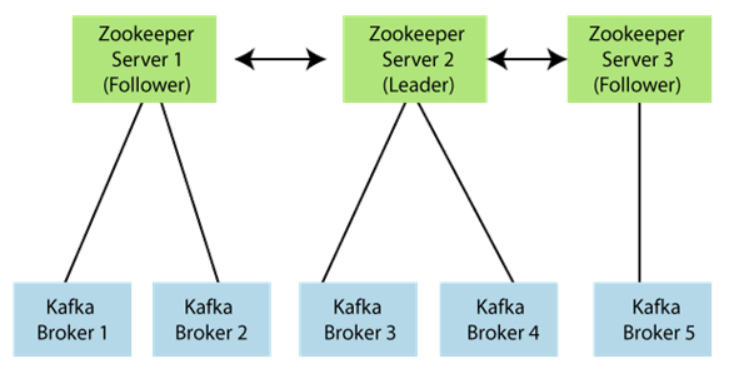 Zookeeper
Server 1
(Follower)
Zookeeper
Server 2
(Leader)
Zookeeper
Server 3
(Follower)
Kafka
Broker 1
Kafka
Broker 2
Kafka
Broker 3
Kafka
Broker 4
Kafka
Broker 5